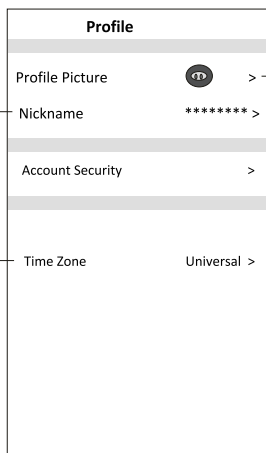 Profile
Profile Picture >
Nickname ******** >
Account Security >
Time Zone Universal >